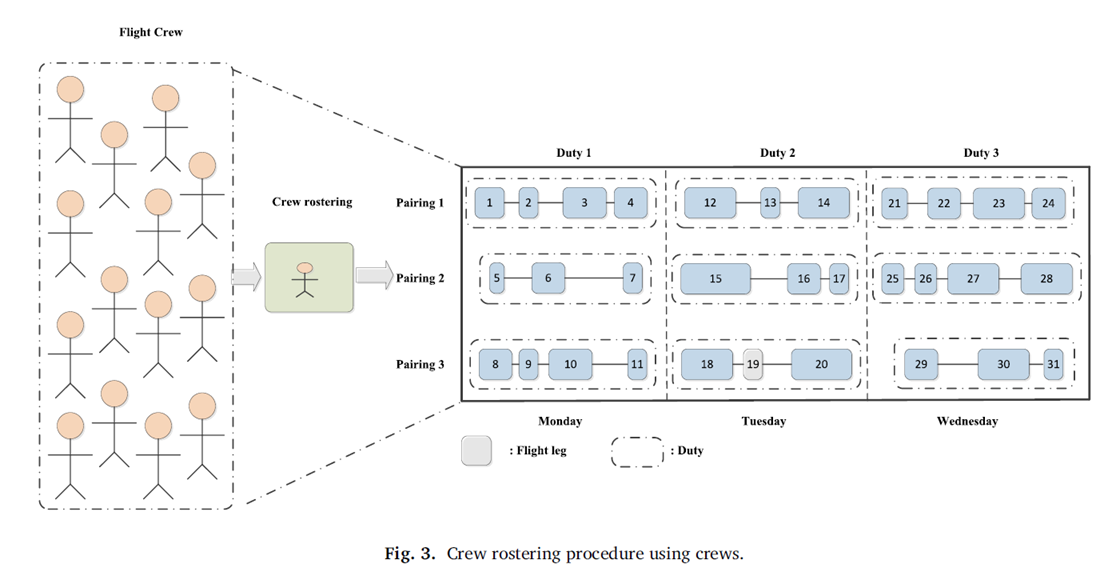 Flight Crew
Duty 1 Duty 2 Duty 3
Crew rostering
Pairing 1 1 2 3 4 12 13 14 21 22 23 24
Pairing 2 5 6 7 15 16 17 25 26 27 28
Pairing 3 8 9 10 11 18 19 20 29 30 31
Monday Tuesday Wednesday
: Flight leg : Duty
Fig. 3. Crew rostering procedure using crews.